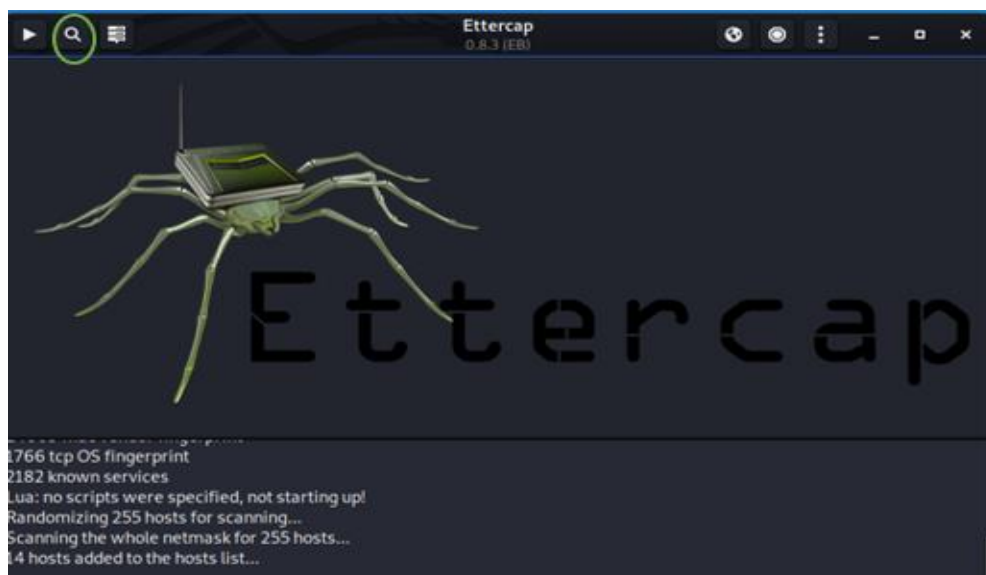 Ettercap
0.8.3 (EB)
Ettercap
1766 tcp OS fingerprint
2182 known services
Lua: no scripts were specified, not starting up!
Randomizing 255 hosts for scanning...
Scanning the whole netmask for 255 hosts...
14 hosts added to the hosts list...